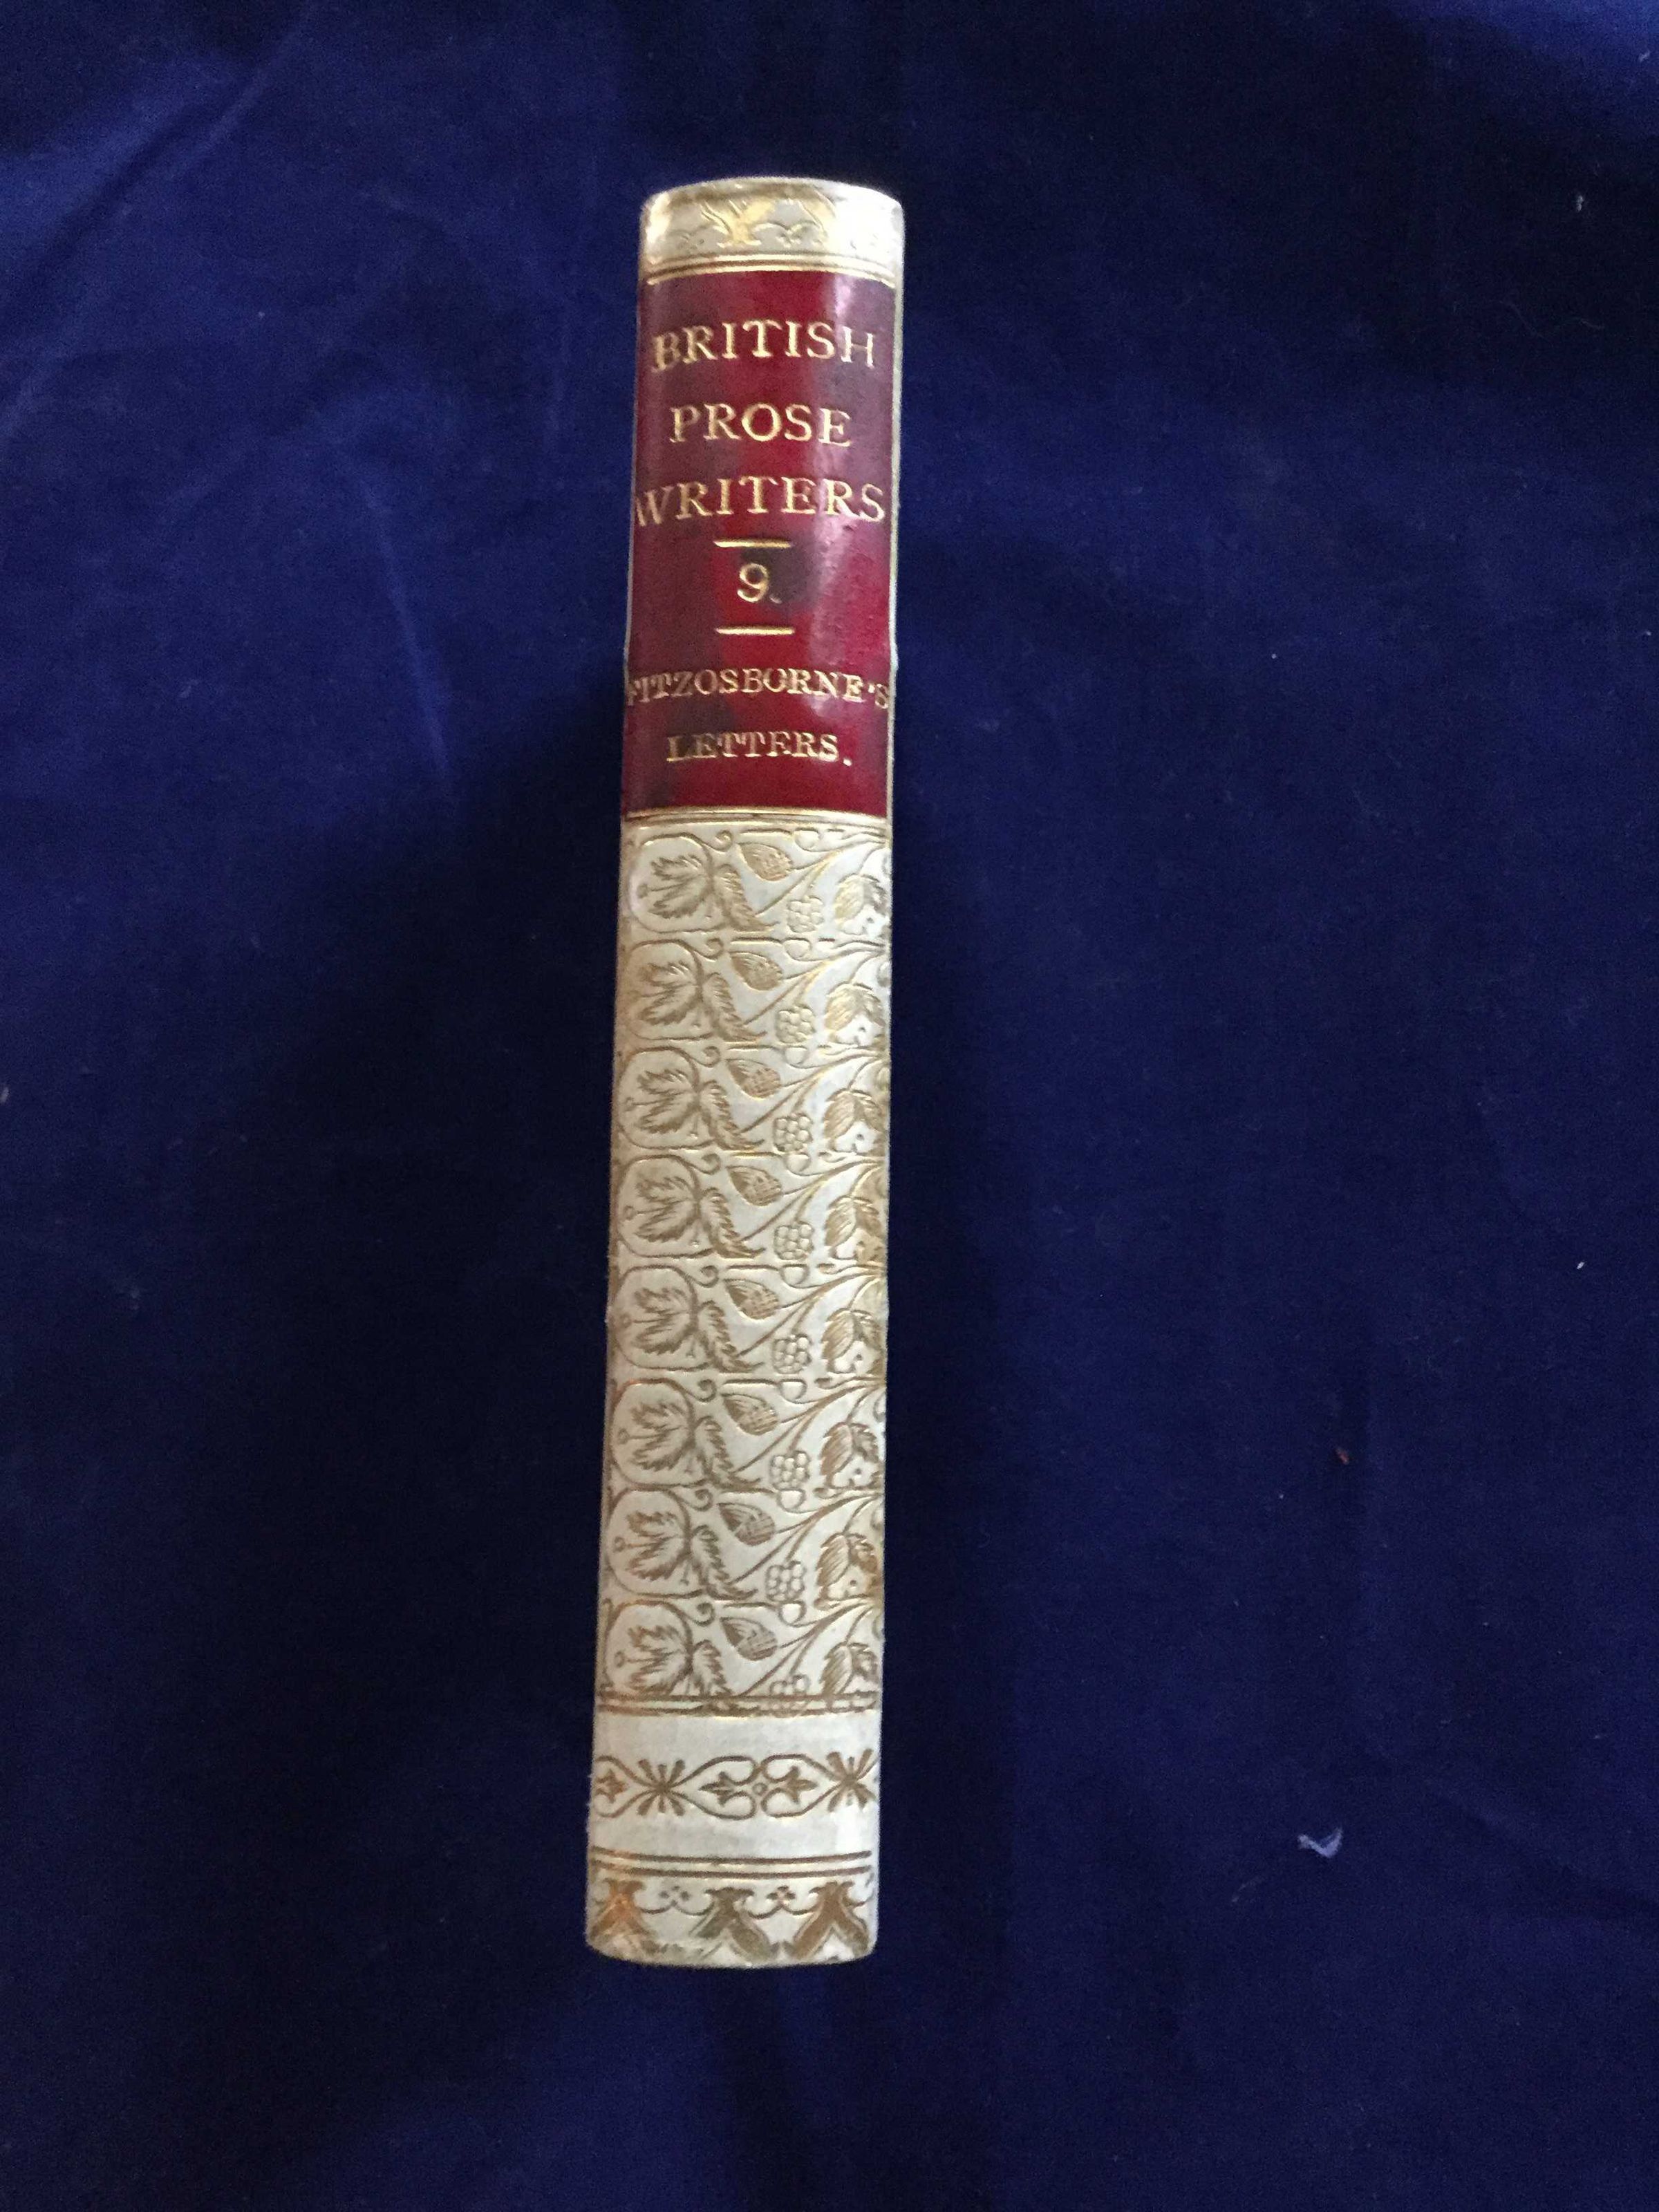 BRITISH
PROSE
WRITERS
9.
FITZOSBORNE'S
LETTERS.